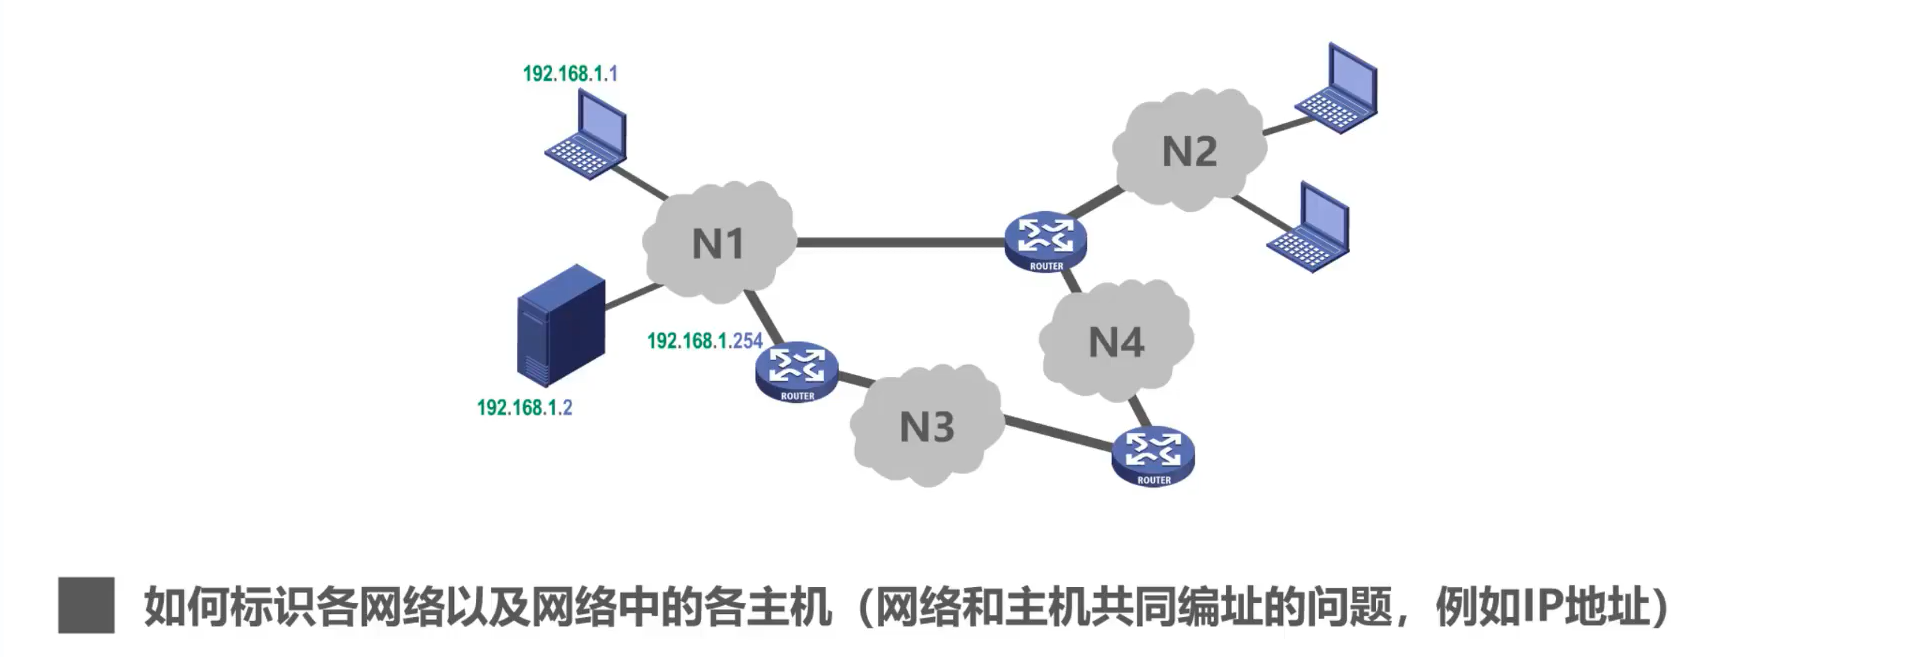 192.168.1.1
N2
N1
ROUTER
N4
192.168.1.254
ROUTER
192.168.1.2
N3
ROUTER
如何标识各网络以及网络中的各主机（网络和主机共同编址的问题，例如IP地址）